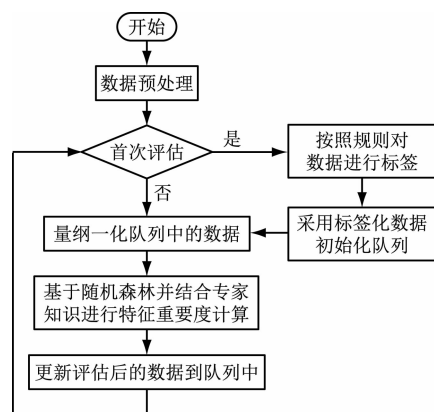 开始
数据预处理
首次评估
是
按照规则对
数据进行标签
否
量纲一化队列中的数据
采用标签化数据
初始化队列
基于随机森林并结合专家
知识进行特征重要度计算
更新评估后的数据到队列中